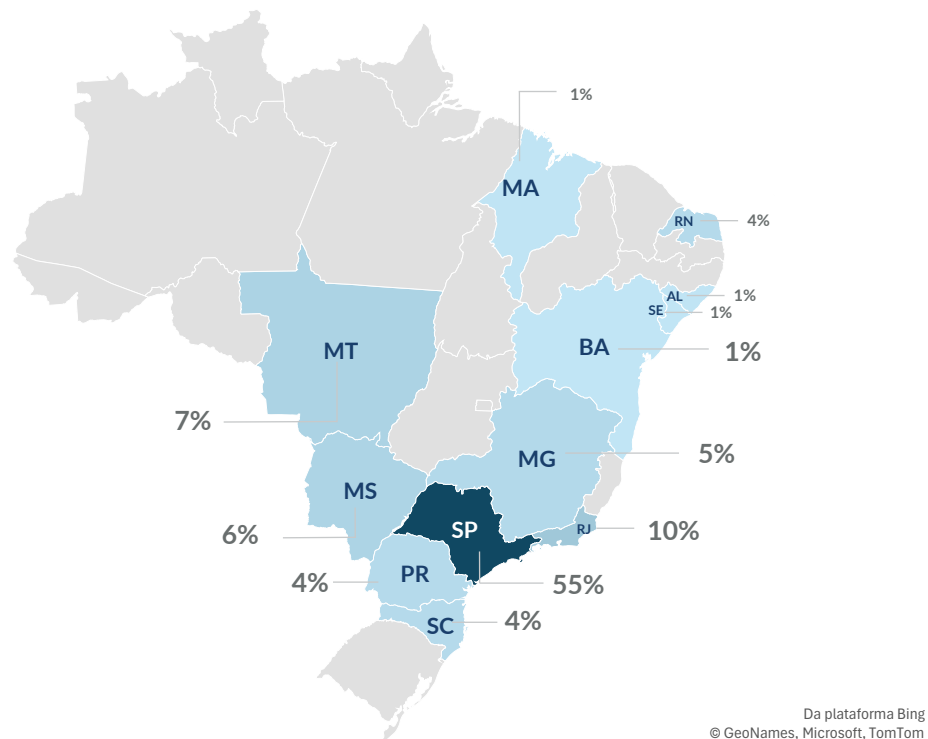 1%
MA
RN 4%
AL 1%
SE 1%
BA 1%
MT
7%
MG 5%
MS
SP
RJ 10%
6%
PR
4%
55%
SC 4%
Da plataforma Bing
© GeoNames, Microsoft, TomTom